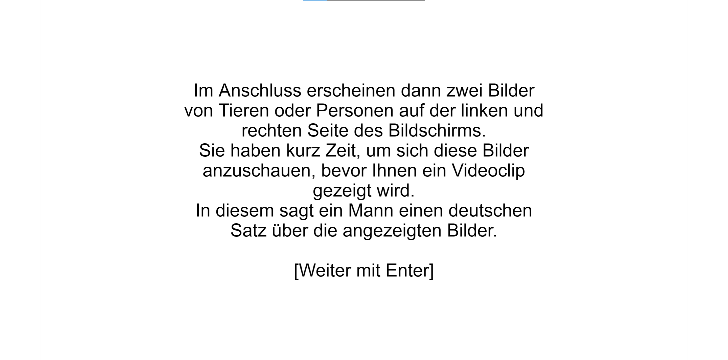 Im Anschluss erscheinen dann zwei Bilder
von Tieren oder Personen auf der linken und
rechten Seite des Bildschirms.
Sie haben kurz Zeit, um sich diese Bilder
anzuschauen, bevor Ihnen ein Videoclip
gezeigt wird.
In diesem sagt ein Mann einen deutschen
Satz über die angezeigten Bilder.
[Weiter mit Enter]